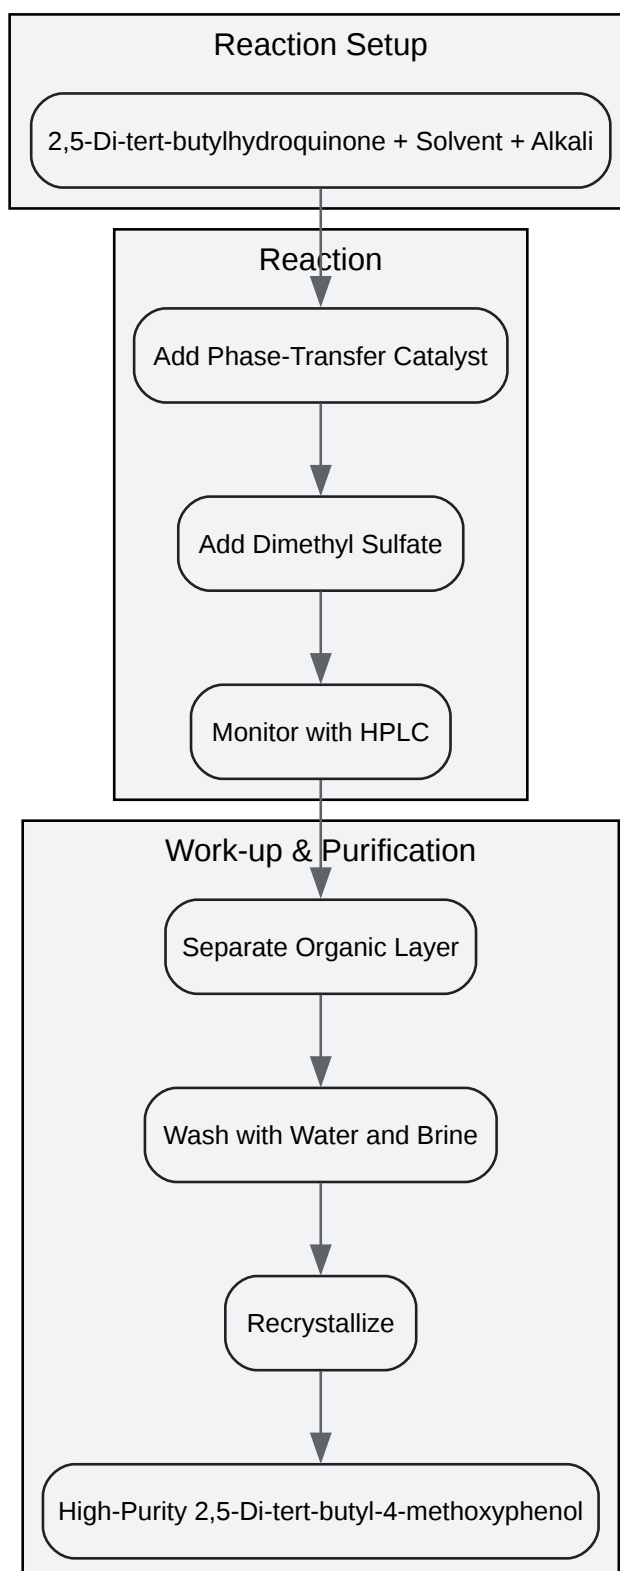 Reaction Setup
2,5-Di-tert-butylhydroquinone + Solvent + Alkali
Reaction
Add Phase-Transfer Catalyst
Add Dimethyl Sulfate
Monitor with HPLC
Work-up & Purification
Separate Organic Layer
Wash with Water and Brine
Recrystallize
High-Purity 2,5-Di-tert-butyl-4-methoxyphenol